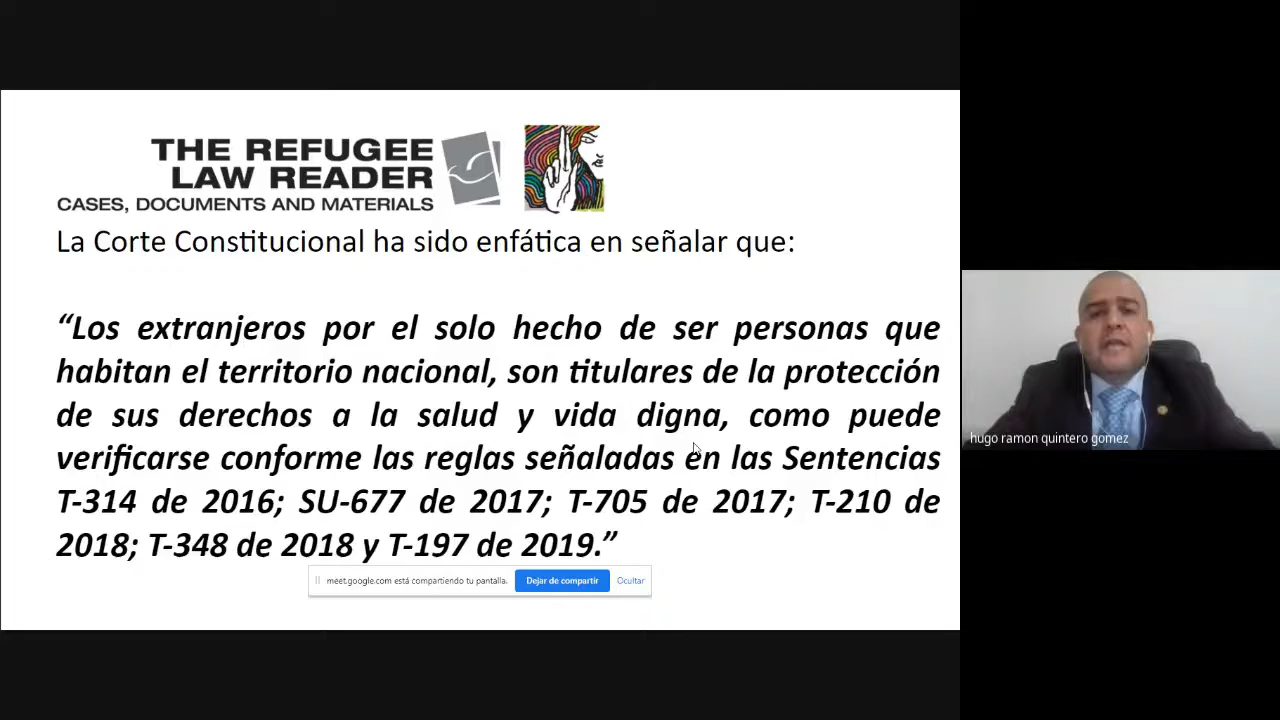 THE REFUGEE
LAW READER
CASES, DOCUMENTS AND MATERIALS
La Corte Constitucional ha sido enfática en señalar que:
“Los extranjeros por el solo hecho de ser personas que
habitan el territorio nacional, son titulares de la protección
de sus derechos a la salud y vida digna, como puede
verificarse conforme las reglas señaladas en las Sentencias
T-314 de 2016; SU-677 de 2017; T-705 de 2017; T-210 de
2018; T-348 de 2018 y T-197 de 2019.”
meet.google.com está compartiendo tu pantalla. Dejar de compartir Ocultar
hugo ramon quintero gomez